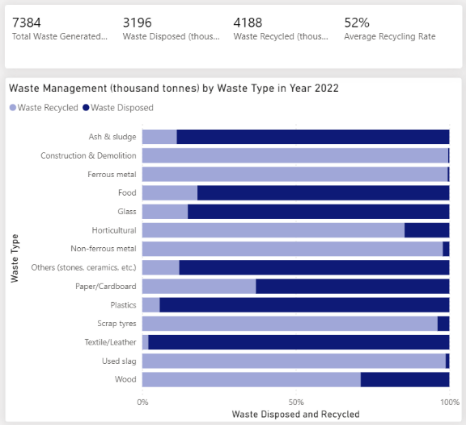 7384
Total Waste Generated...
3196
Waste Disposed (thous...
4188
Waste Recycled (thous...
52%
Average Recycling Rate
Waste Management (thousand tonnes) by Waste Type in Year 2022
Waste Recycled Waste Disposed
Waste Type
Ash & sludge
Construction & Demolition
Ferrous metal
Food
Glass
Horticultural
Non-ferrous metal
Others (stones, ceramics, etc.)
Paper/Cardboard
Plastics
Scrap tyres
Textile/Leather
Used slag
Wood
0% 50% 100%
Waste Disposed and Recycled